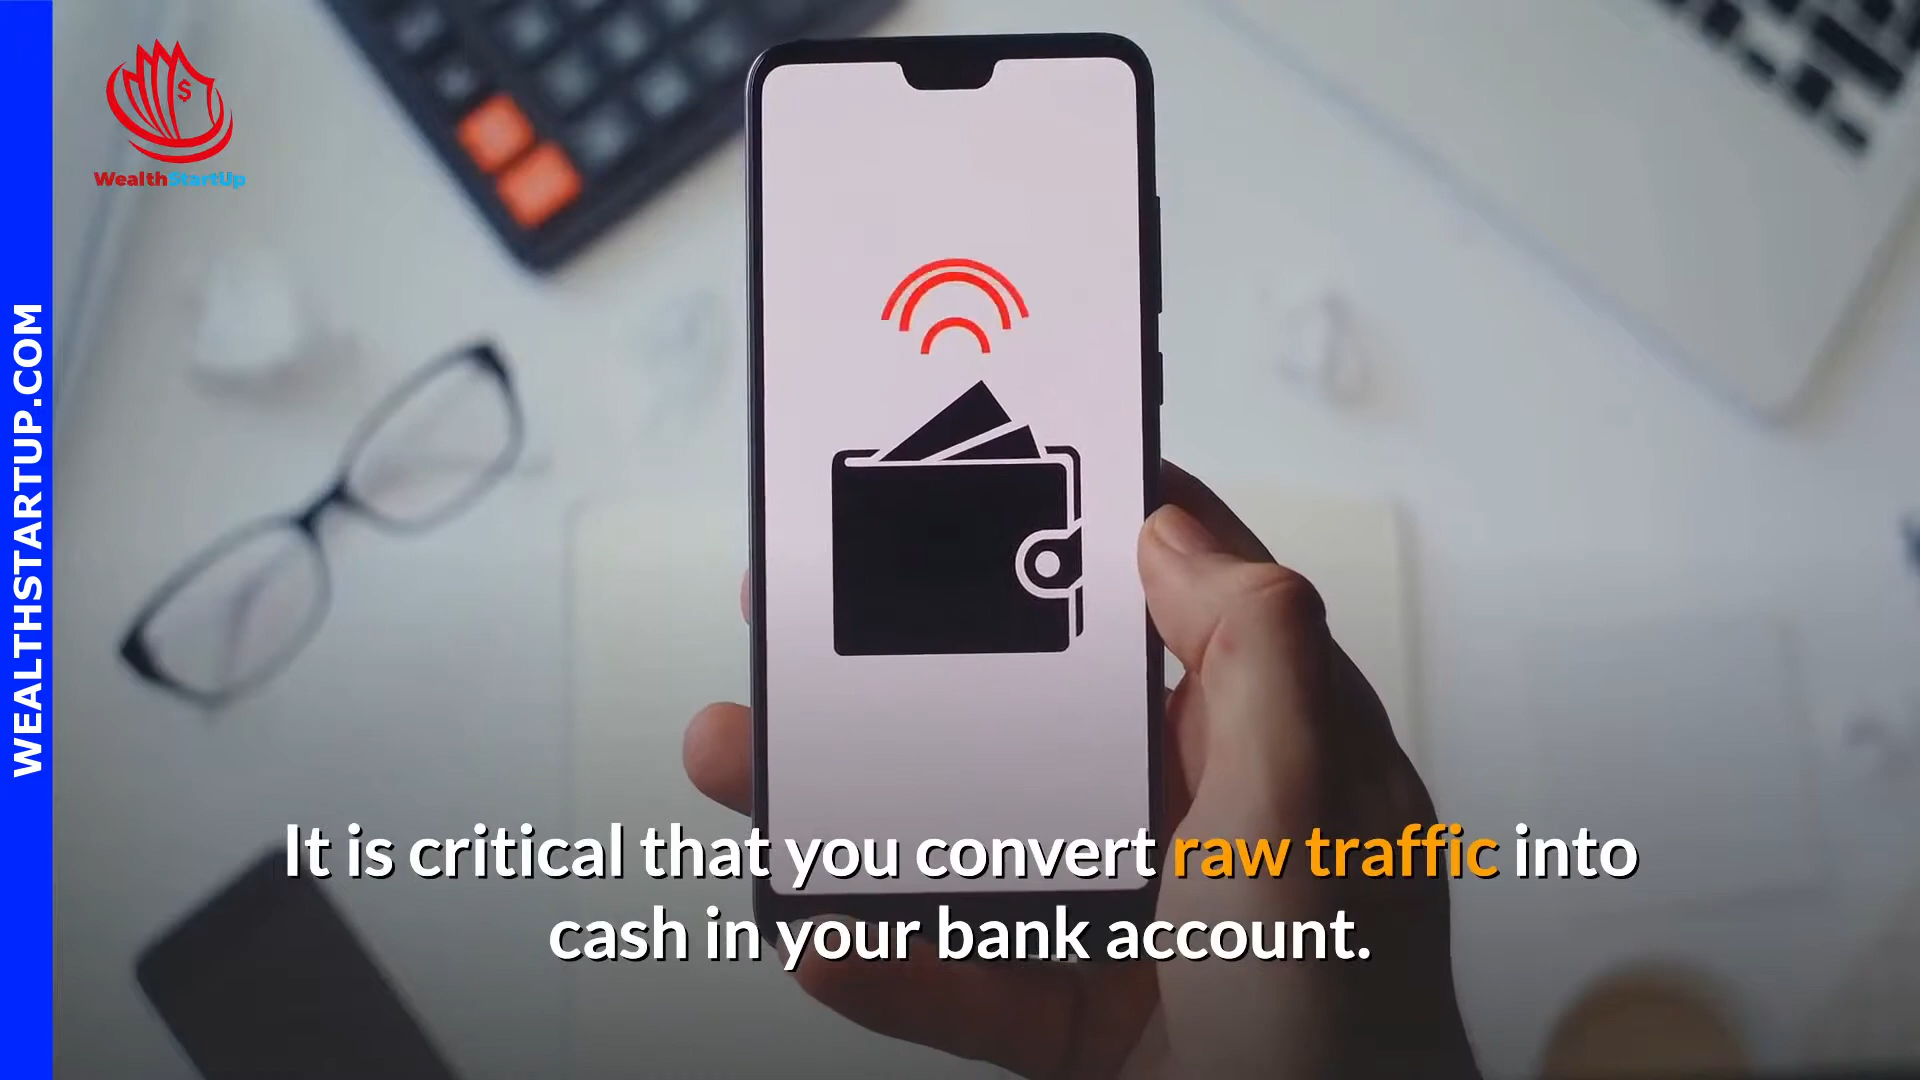 $
WealthStartUp
WEALTHSTARTUP.COM
It is critical that you convert raw traffic into
cash in your bank account.